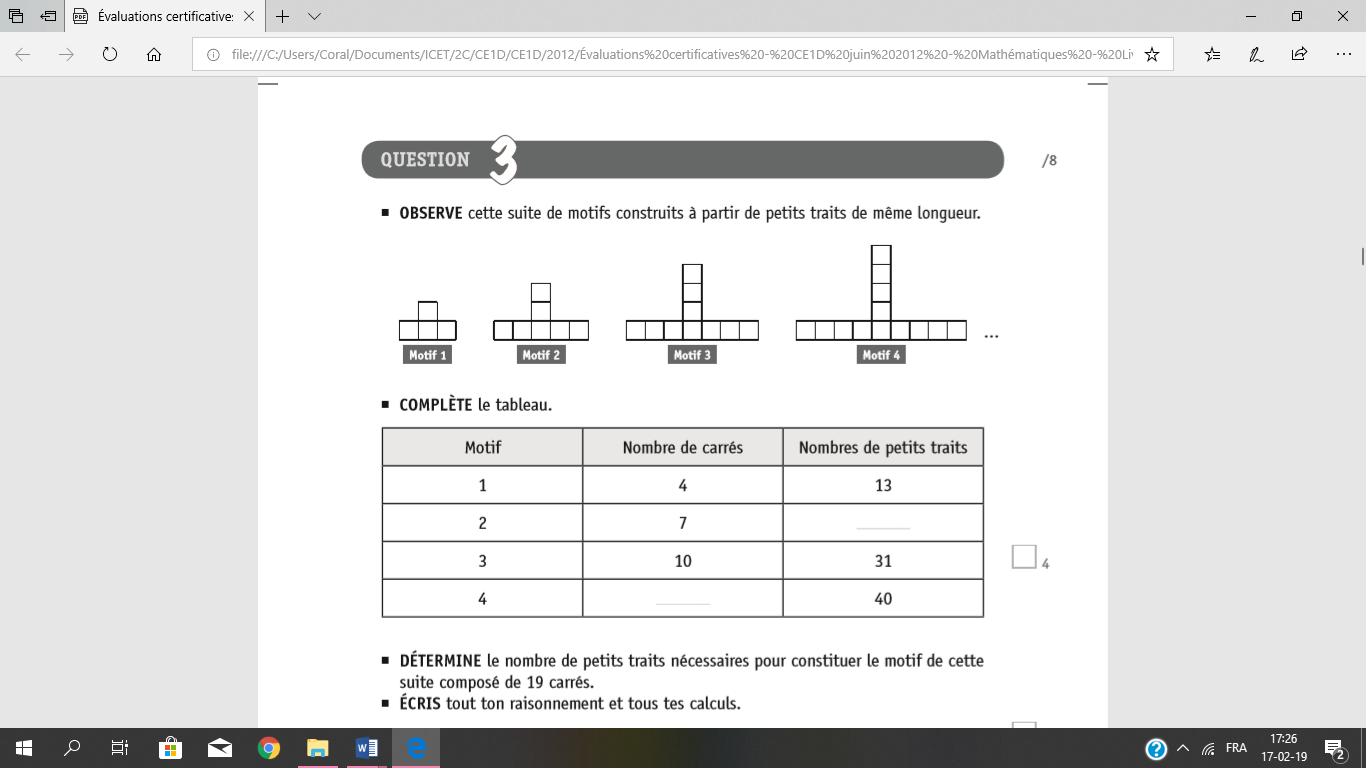 Évaluations certificatives
file:///C:/Users/Coral/Documents/ICET/2C/CE1D/CE1D/2012/Évaluations%20certificatives%20-%20CE1D%20juin%202012%20-%20Mathématiques%20-%20Li
QUESTION 3
/8
■ OBSERVE cette suite de motifs construits à partir de petits traits de même longueur.
...
Motif 1 Motif 2 Motif 3 Motif 4
■ COMPLÈTE le tableau.
Motif Nombre de carrés Nombres de petits traits
1 4 13
2 7
3 10 31
4
4 40
■ DÉTERMINE le nombre de petits traits nécessaires pour constituer le motif de cette
suite composé de 19 carrés.
■ ÉCRIS tout ton raisonnement et tous tes calculs.
FRA
17:26
17-02-19
2